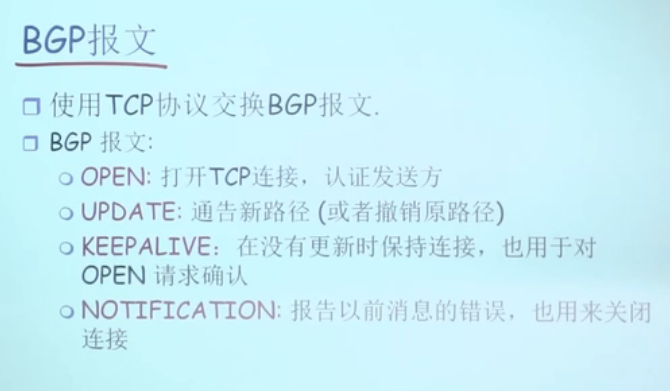 BGP报文
使用TCP协议交换BGP报文.
BGP 报文:
OPEN: 打开TCP连接，认证发送方
UPDATE: 通告新路径 (或者撤销原路径)
KEEPALIVE：在没有更新时保持连接，也用于对
OPEN 请求确认
NOTIFICATION: 报告以前消息的错误，也用来关闭
连接